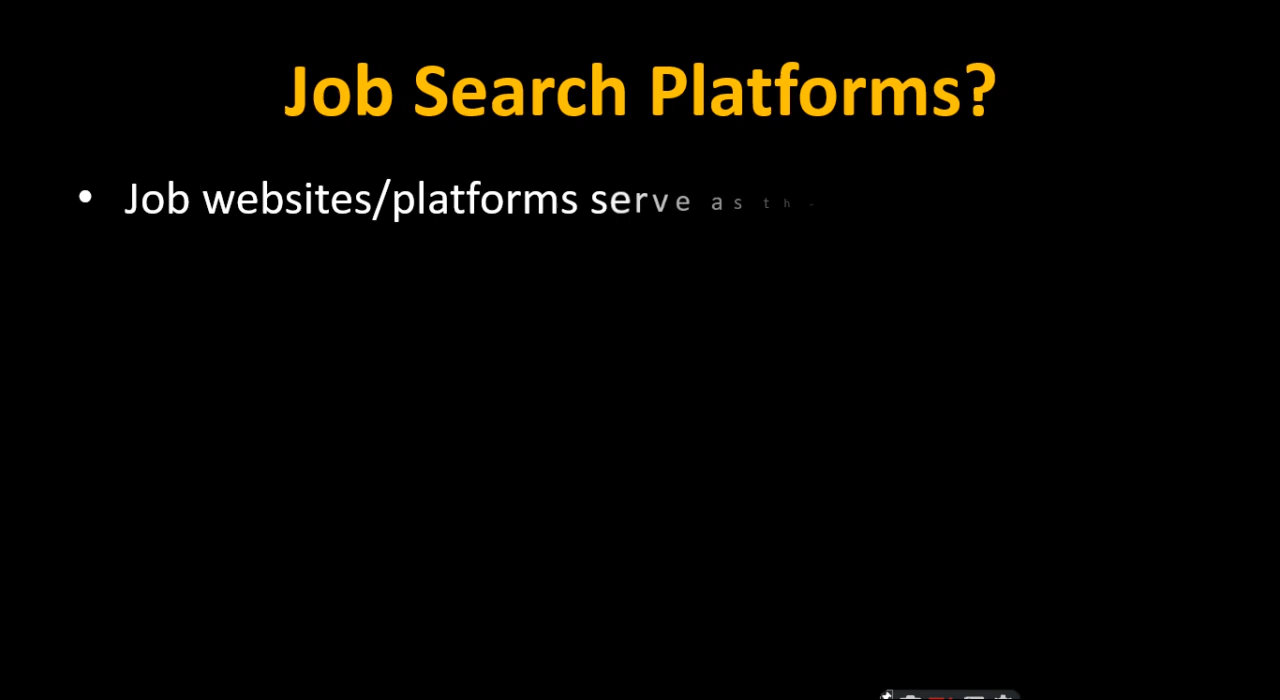 Job Search Platforms?
• Job websites/platforms serve as